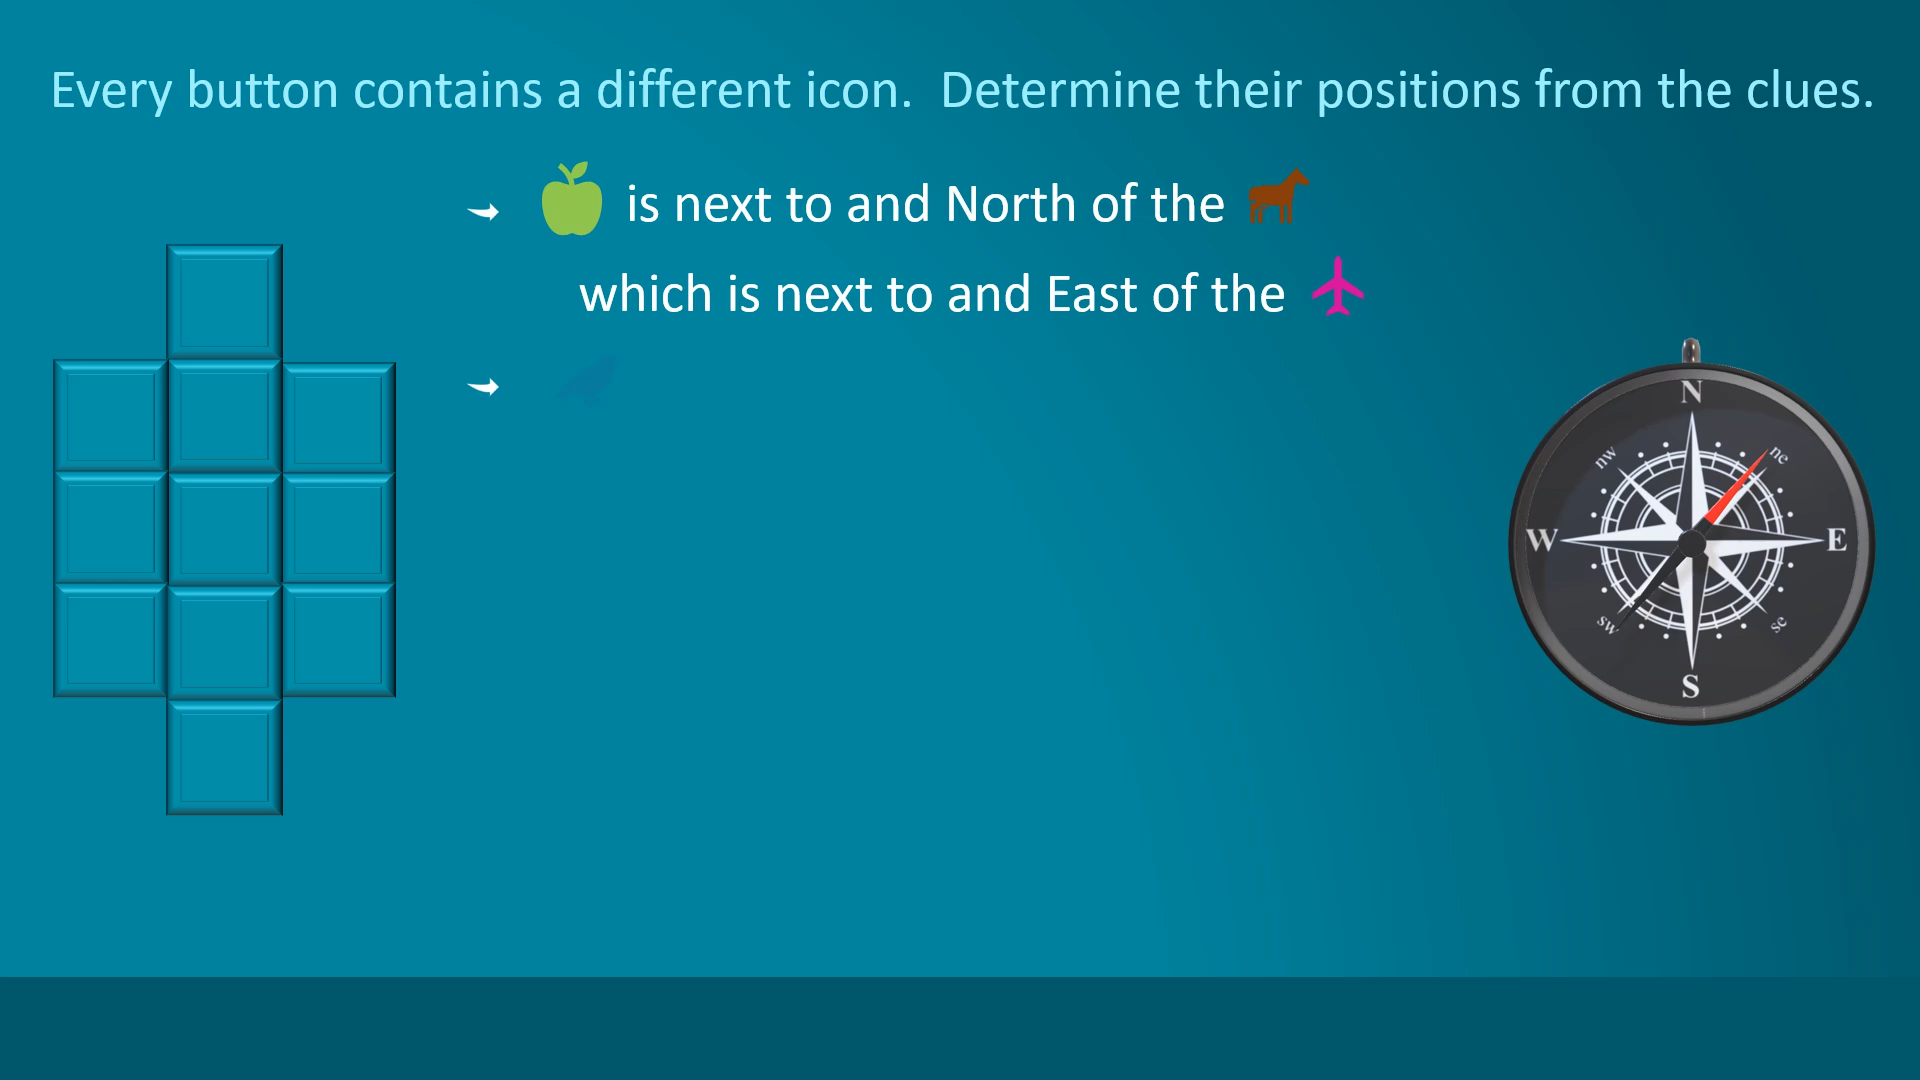 Every button contains a different icon. Determine their positions from the clues.
is next to and North of the
which is next to and East of the
N
nw
ne
W
E
sw
se
S